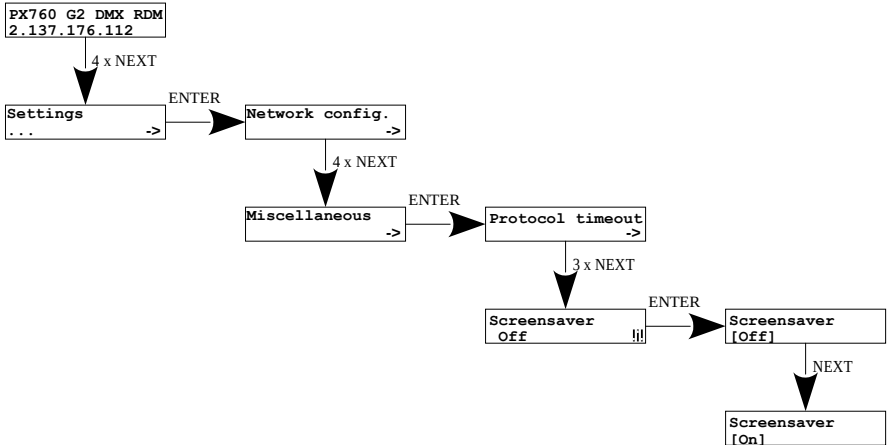 PX760 G2 DMX RDM
2.137.176.112
4 x NEXT
ENTER
Settings
... ->
Network config.
->
4 x NEXT
ENTER
Miscellaneous
->
Protocol timeout
->
3 x NEXT
ENTER
Screensaver
Off
Screensaver
[Off]
NEXT
Screensaver
[On]